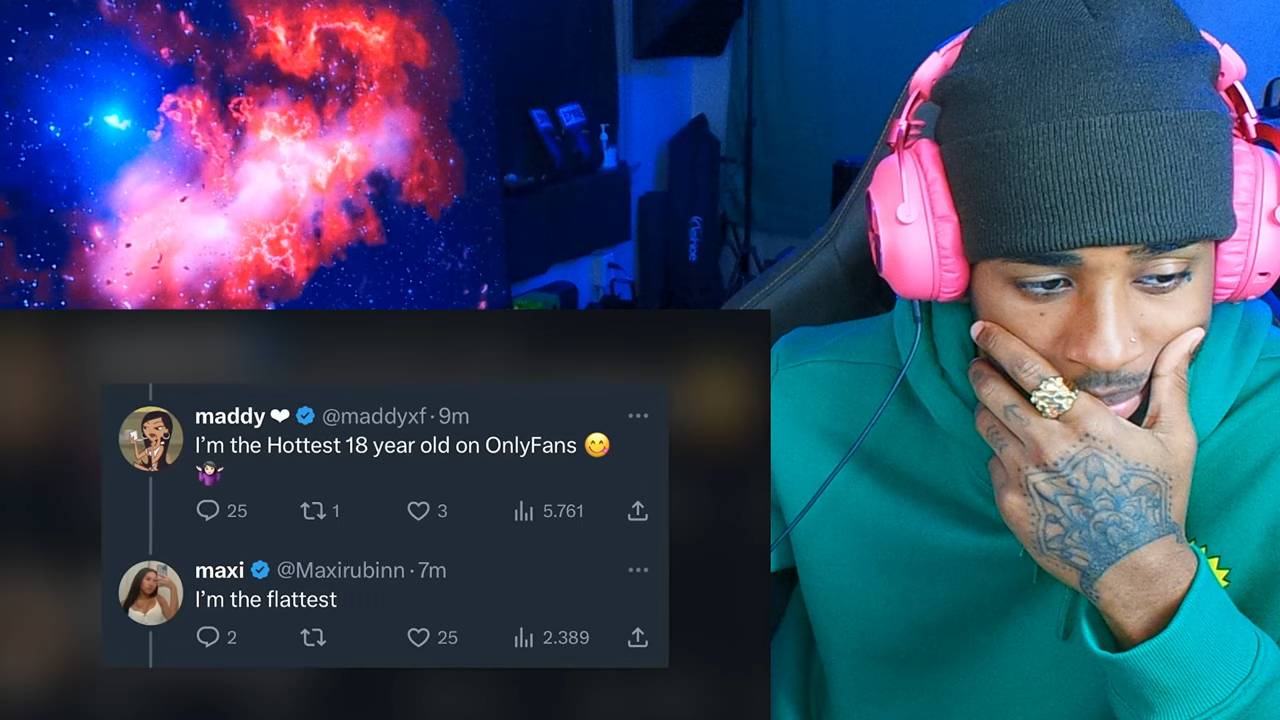 maddy ❤ @maddyxf · 9m
I'm the Hottest 18 year old on OnlyFans 😋
🤷🏻‍♀️
25 1 3 5.761
maxi @Maxirubinn · 7m
I'm the flattest
2 25 2.389